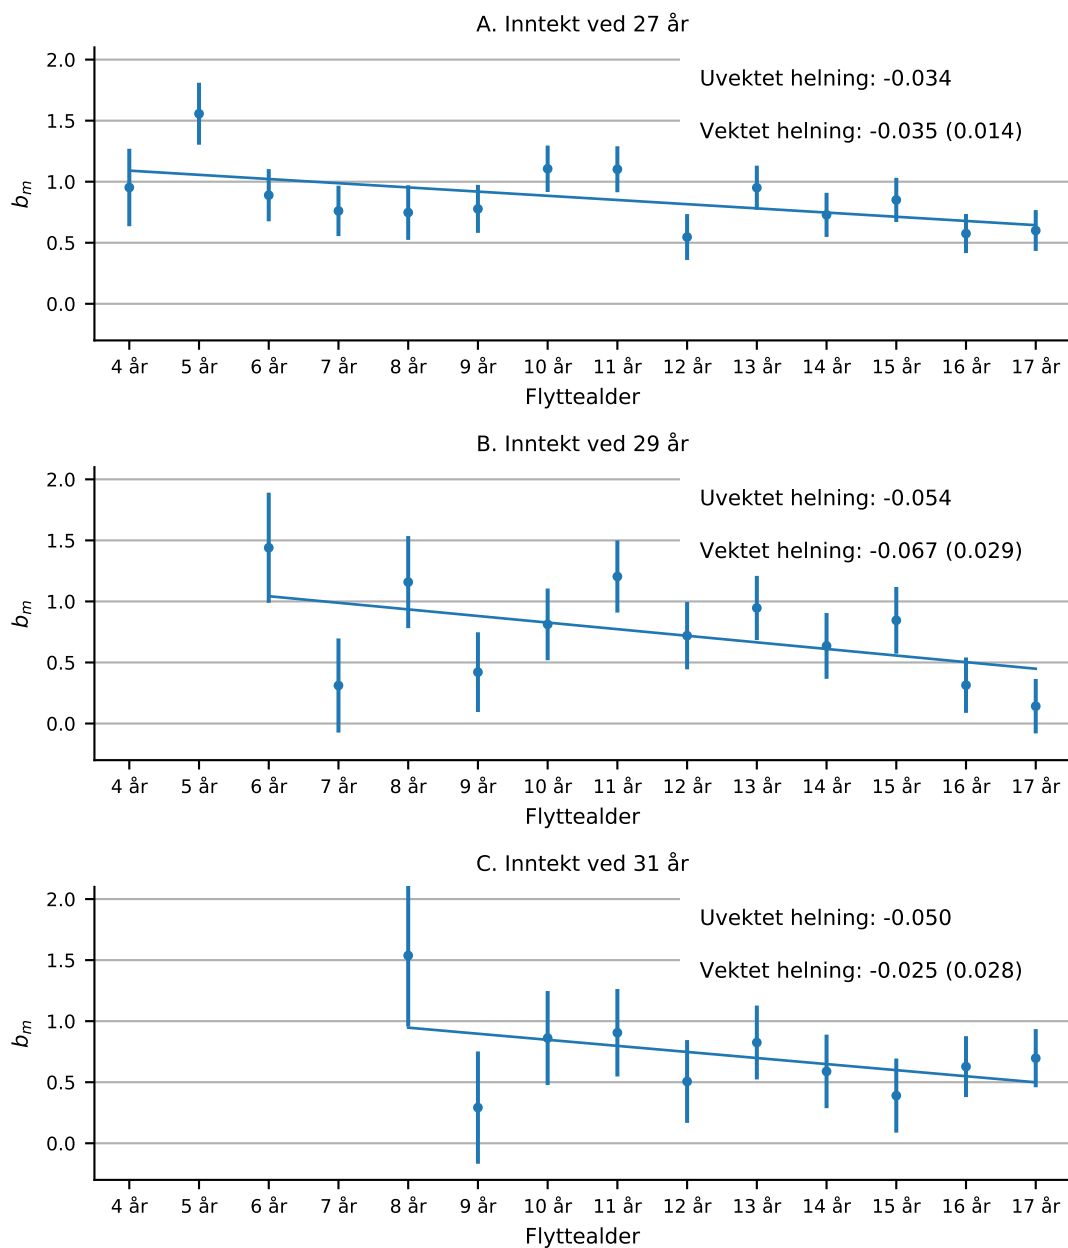 A. Inntekt ved 27 år
2.0
Uvektet helning: -0.034
1.5
Vektet helning: -0.035 (0.014)
1.0
b_m
0.5
0.0
4 år 5 år 6 år 7 år 8 år 9 år 10 år 11 år 12 år 13 år 14 år 15 år 16 år 17 år
Flyttealder
B. Inntekt ved 29 år
2.0
Uvektet helning: -0.054
1.5
Vektet helning: -0.067 (0.029)
1.0
b_m
0.5
0.0
4 år 5 år 6 år 7 år 8 år 9 år 10 år 11 år 12 år 13 år 14 år 15 år 16 år 17 år
Flyttealder
C. Inntekt ved 31 år
2.0
Uvektet helning: -0.050
1.5
Vektet helning: -0.025 (0.028)
1.0
b_m
0.5
0.0
4 år 5 år 6 år 7 år 8 år 9 år 10 år 11 år 12 år 13 år 14 år 15 år 16 år 17 år
Flyttealder